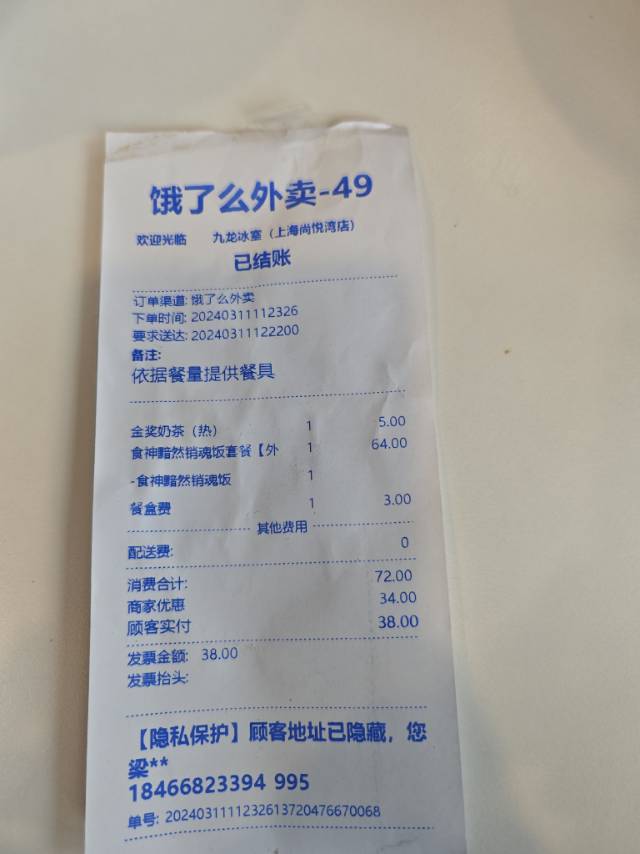 饿了么外卖-49
欢迎光临 九龙冰室（上海尚悦湾店）
已结账
订单渠道: 饿了么外卖
下单时间: 20240311112326
要求送达: 20240311122200
备注:
依据餐量提供餐具
金奖奶茶（热） 1 5.00
食神黯然销魂饭套餐【外 1 64.00
-食神黯然销魂饭 1
餐盒费 1 3.00
其他费用
配送费: 0
消费合计: 72.00
商家优惠 34.00
顾客实付 38.00
发票金额: 38.00
发票抬头:
【隐私保护】顾客地址已隐藏，您
梁**
18466823394 995
单号: 2024031111232613720476670068